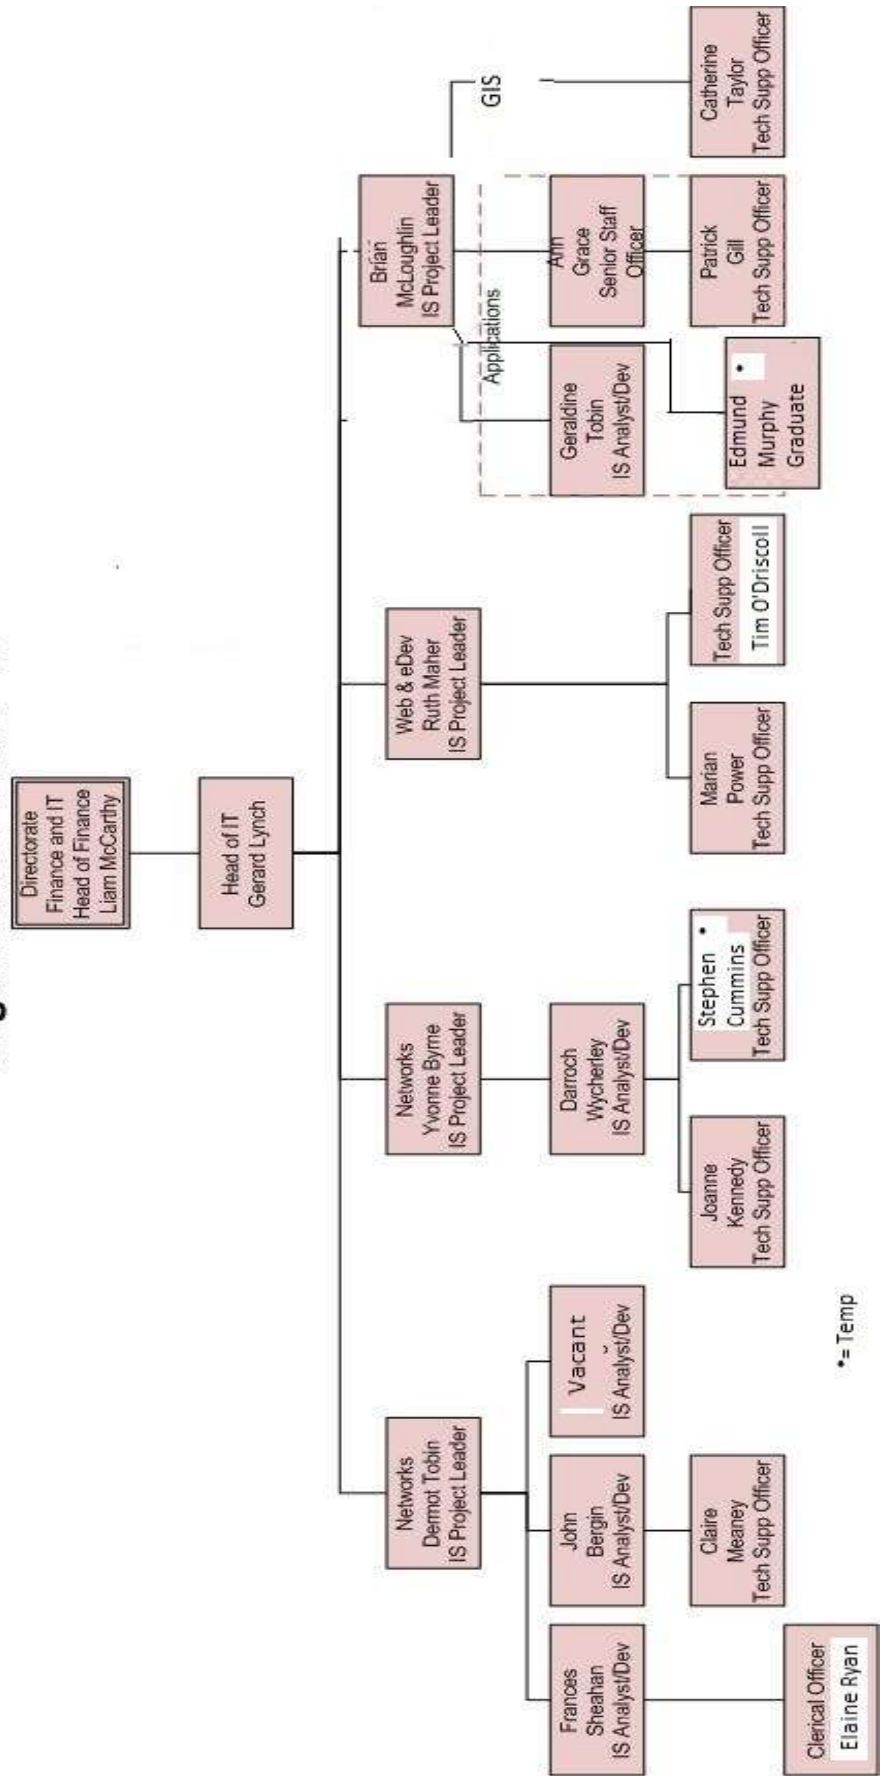 Directorate
Finance and IT
Head of Finance
Liam McCarthy
Head of IT
Gerard Lynch
Networks
Dermot Tobin
IS Project Leader
Networks
Yvonne Byrne
IS Project Leader
Web & eDev
Ruth Maher
IS Project Leader
Brian
McLoughlin
IS Project Leader
GIS
Applications
Frances
Sheahan
IS Analyst/Dev
John
Bergin
IS Analyst/Dev
Vacant
IS Analyst/Dev
Darroch
Wycherley
IS Analyst/Dev
Geraldine
Tobin
IS Analyst/Dev
Ann
Grace
Senior Staff
Officer
Claire
Meaney
Tech Supp Officer
Joanne
Kennedy
Tech Supp Officer
Stephen *
Cummins
Tech Supp Officer
Marian
Power
Tech Supp Officer
Tech Supp Officer
Tim O'Driscoll
Edmund *
Murphy
Graduate
Patrick
Gill
Tech Supp Officer
Catherine
Taylor
Tech Supp Officer
Clerical Officer
Elaine Ryan
*= Temp